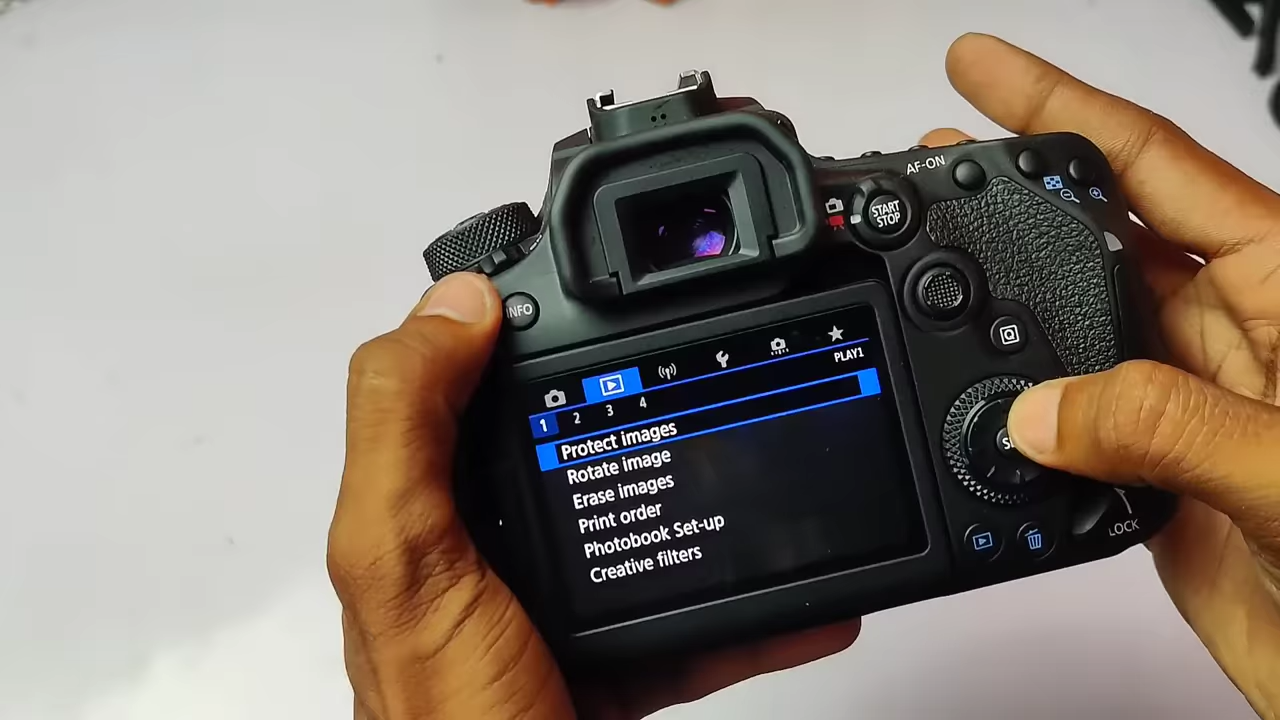 AF-ON
START
STOP
INFO
Q
PLAY1
1 2 3 4
Protect images
Rotate image
Erase images
Print order
Photobook Set-up
Creative filters
LOCK